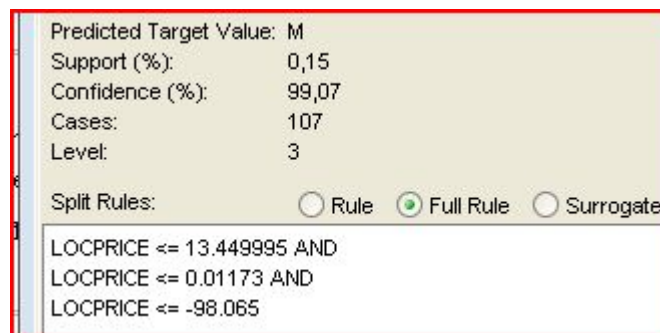 Predicted Target Value: M
Support (%): 0,15
Confidence (%): 99,07
Cases: 107
Level: 3
Split Rules: Rule Full Rule Surrogate
LOCPRICE <= 13.449995 AND
LOCPRICE <= 0.01173 AND
LOCPRICE <= -98.065